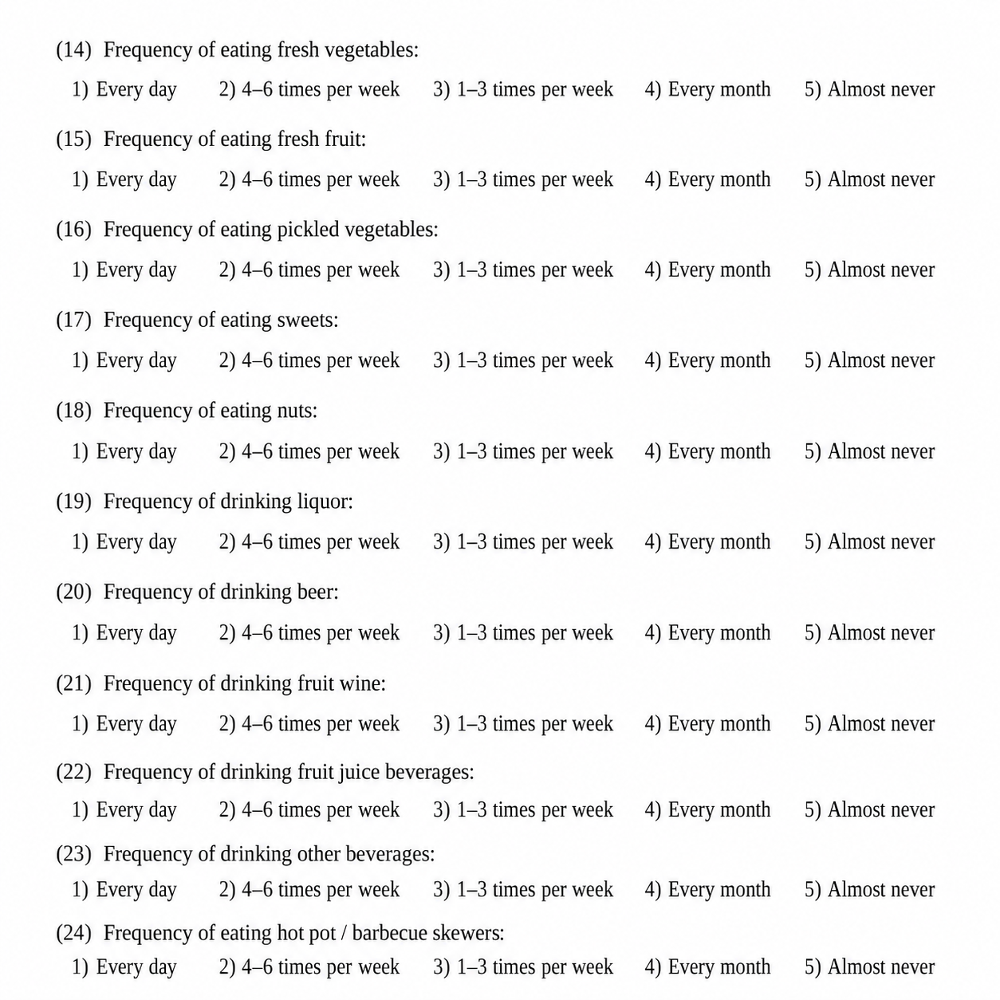 (14) Frequency of eating fresh vegetables:
1) Every day 2) 4–6 times per week 3) 1–3 times per week 4) Every month 5) Almost never
(15) Frequency of eating fresh fruit:
1) Every day 2) 4–6 times per week 3) 1–3 times per week 4) Every month 5) Almost never
(16) Frequency of eating pickled vegetables:
1) Every day 2) 4–6 times per week 3) 1–3 times per week 4) Every month 5) Almost never
(17) Frequency of eating sweets:
1) Every day 2) 4–6 times per week 3) 1–3 times per week 4) Every month 5) Almost never
(18) Frequency of eating nuts:
1) Every day 2) 4–6 times per week 3) 1–3 times per week 4) Every month 5) Almost never
(19) Frequency of drinking liquor:
1) Every day 2) 4–6 times per week 3) 1–3 times per week 4) Every month 5) Almost never
(20) Frequency of drinking beer:
1) Every day 2) 4–6 times per week 3) 1–3 times per week 4) Every month 5) Almost never
(21) Frequency of drinking fruit wine:
1) Every day 2) 4–6 times per week 3) 1–3 times per week 4) Every month 5) Almost never
(22) Frequency of drinking fruit juice beverages:
1) Every day 2) 4–6 times per week 3) 1–3 times per week 4) Every month 5) Almost never
(23) Frequency of drinking other beverages:
1) Every day 2) 4–6 times per week 3) 1–3 times per week 4) Every month 5) Almost never
(24) Frequency of eating hot pot / barbecue skewers:
1) Every day 2) 4–6 times per week 3) 1–3 times per week 4) Every month 5) Almost never